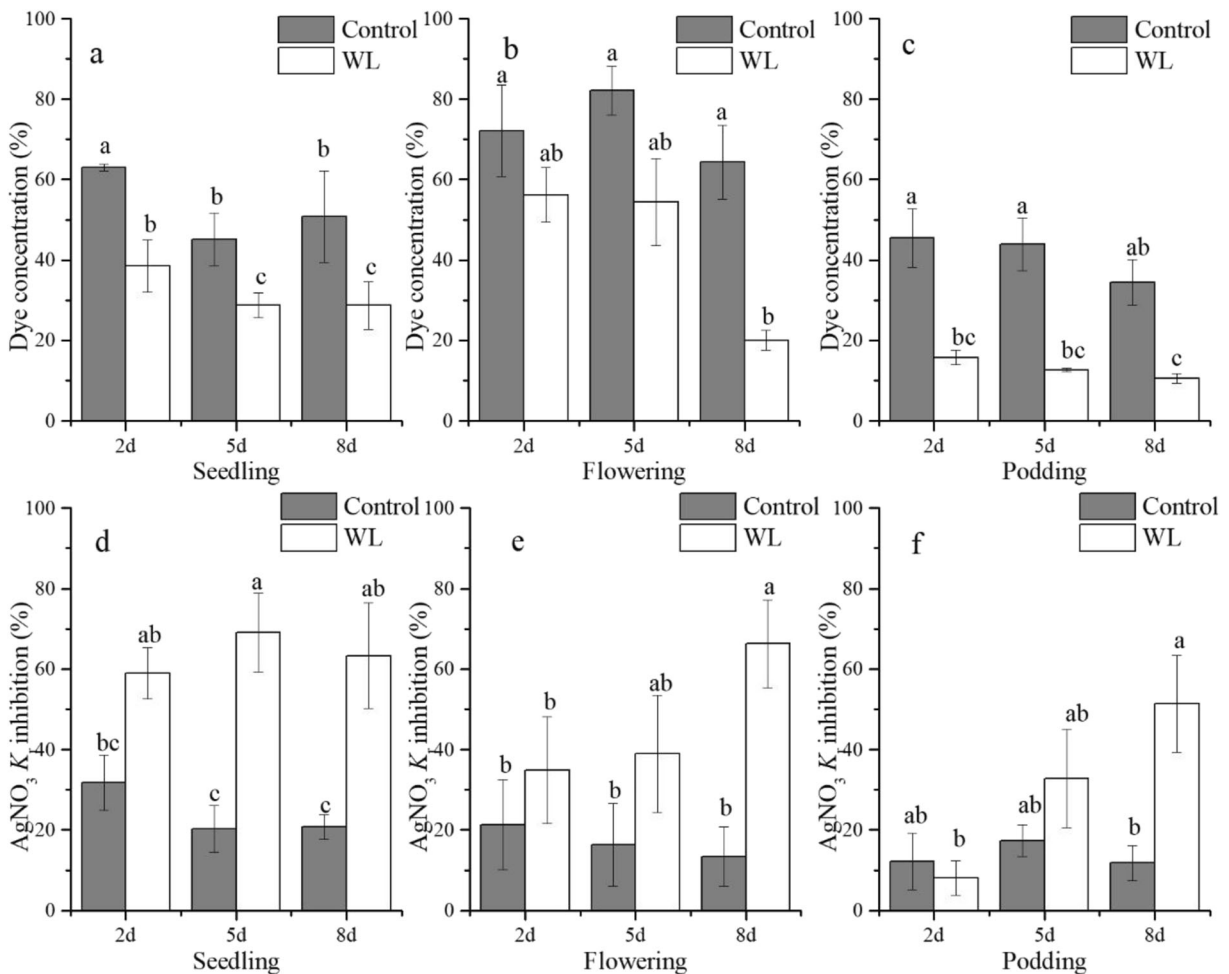 Dye concentration (%)
100
80
60
40
20
0
a
Control
WL
a
b
b
c
b
c
2d
5d
8d
Seedling
Dye concentration (%)
100
80
60
40
20
0
b
Control
WL
a
ab
a
ab
a
b
2d
5d
8d
Flowering
Dye concentration (%)
100
80
60
40
20
0
c
Control
WL
a
bc
a
bc
ab
c
2d
5d
8d
Podding
AgNO3 Kr inhibition (%)
100
80
60
40
20
0
d
Control
WL
bc
ab
c
a
c
ab
2d
5d
8d
Seedling
AgNO3 Kr inhibition (%)
100
80
60
40
20
0
e
Control
WL
b
b
b
ab
b
a
2d
5d
8d
Flowering
AgNO3 Kr inhibition (%)
100
80
60
40
20
0
f
Control
WL
ab
b
ab
ab
b
a
2d
5d
8d
Podding